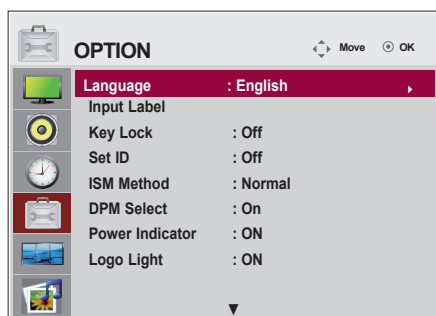 OPTION Move OK
Language : English
Input Label
Key Lock : Off
Set ID : Off
ISM Method : Normal
DPM Select : On
Power Indicator : ON
Logo Light : ON